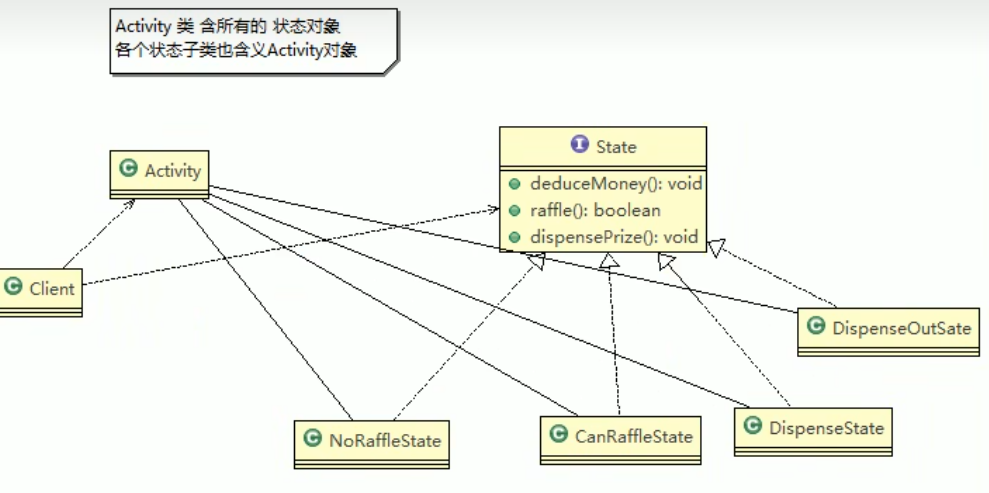 Activity 类 含所有的 状态对象
各个状态子类也含义Activity对象
I State
C Activity
deduceMoney(): void
raffle(): boolean
dispensePrize(): void
C Client
C DispenseOutSate
C NoRaffleState
C CanRaffleState
C DispenseState